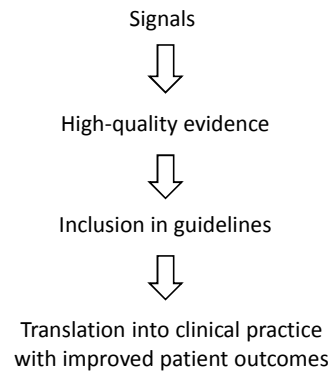 Signals
High-quality evidence
Inclusion in guidelines
Translation into clinical practice
with improved patient outcomes